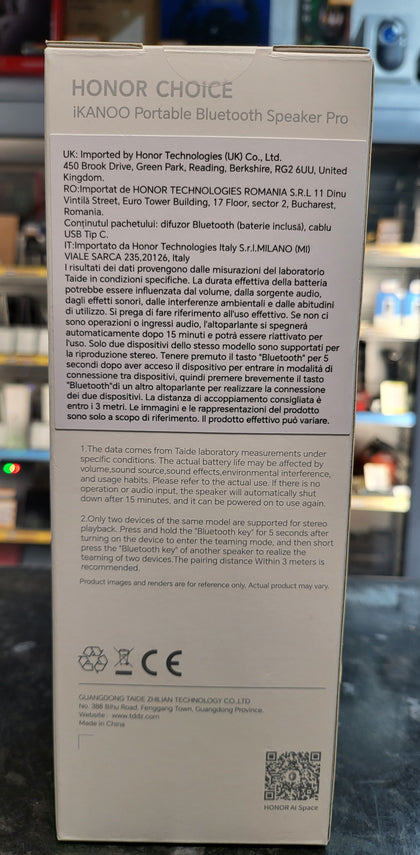 HONOR CHOICE
iKANOO Portable Bluetooth Speaker Pro
UK: Imported by Honor Technologies (UK) Co., Ltd.
450 Brook Drive, Green Park, Reading, Berkshire, RG2 6UU, United
Kingdom.
RO:Importat de HONOR TECHNOLOGIES ROMANIA S.R.L 11 Dinu
Vintilă Street, Euro Tower Building, 17 Floor, sector 2, Bucharest,
Romania.
Conținutul pachetului: difuzor Bluetooth (baterie inclusă), cablu
USB Tip C.
IT:Importato da Honor Technologies Italy S.r.l.MILANO (MI)
VIALE SARCA 235,20126, Italy
I risultati dei dati provengono dalle misurazioni del laboratorio
Taide in condizioni specifiche. La durata effettiva della batteria
potrebbe essere influenzata dal volume, dalla sorgente audio,
dagli effetti sonori, dalle interferenze ambientali e dalle abitudini
di utilizzo. Si prega di fare riferimento all'uso effettivo. Se non ci
sono operazioni o ingressi audio, l'altoparlante si spegnerà
automaticamente dopo 15 minuti e potrà essere riattivato per
l'uso. Solo due dispositivi dello stesso modello sono supportati per
la riproduzione stereo. Tenere premuto il tasto "Bluetooth" per 5
secondi dopo aver acceso il dispositivo per entrare in modalità di
connessione tra dispositivi, quindi premere brevemente il tasto
"Bluetooth"di un altro altoparlante per realizzare la connessione
dei due dispositivi. La distanza di accoppiamento consigliata è
entro i 3 metri. Le immagini e le rappresentazioni del prodotto
sono solo a scopo di riferimento. Il prodotto effettivo può variare.
1.The data comes from Taide laboratory measurements under
specific conditions. The actual battery life may be affected by
volume,sound source,sound effects,environmental interference,
and usage habits. Please refer to the actual use. If there is no
operation or audio input, the speaker will automatically shut
down after 15 minutes, and it can be powered on to use again.
2.Only two devices of the same model are supported for stereo
playback. Press and hold the "Bluetooth key" for 5 seconds after
turning on the device to enter the teaming mode, and then short
press the "Bluetooth key" of another speaker to realize the
teaming of two devices.The pairing distance Within 3 meters is
recommended.
Product images and renders are for reference only. Actual product may vary.
CE
GUANGDONG TAIDE ZHILIAN TECHNOLOGY CO.,LTD
No. 388 Bihu Road, Fenggang Town, Guangdong Province.
Website: www.tddz.com
Made in China
HONOR AI Space